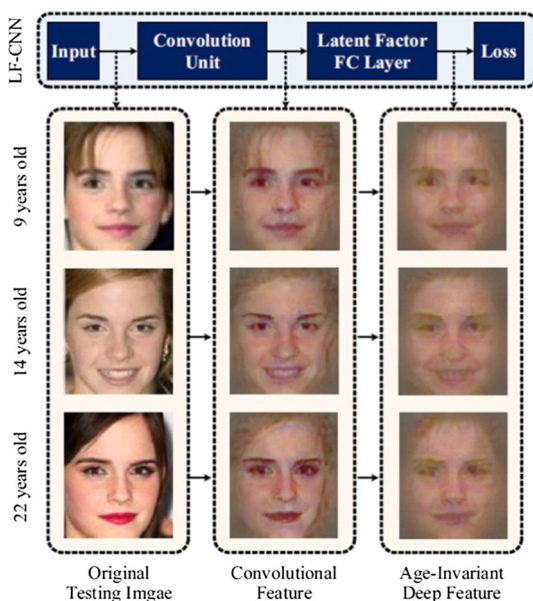 LF-CNN
Input
Convolution
Unit
Latent Factor
FC Layer
Loss
9 years old
14 years old
22 years old
Original
Testing Imgae
Convolutional
Feature
Age-Invariant
Deep Feature